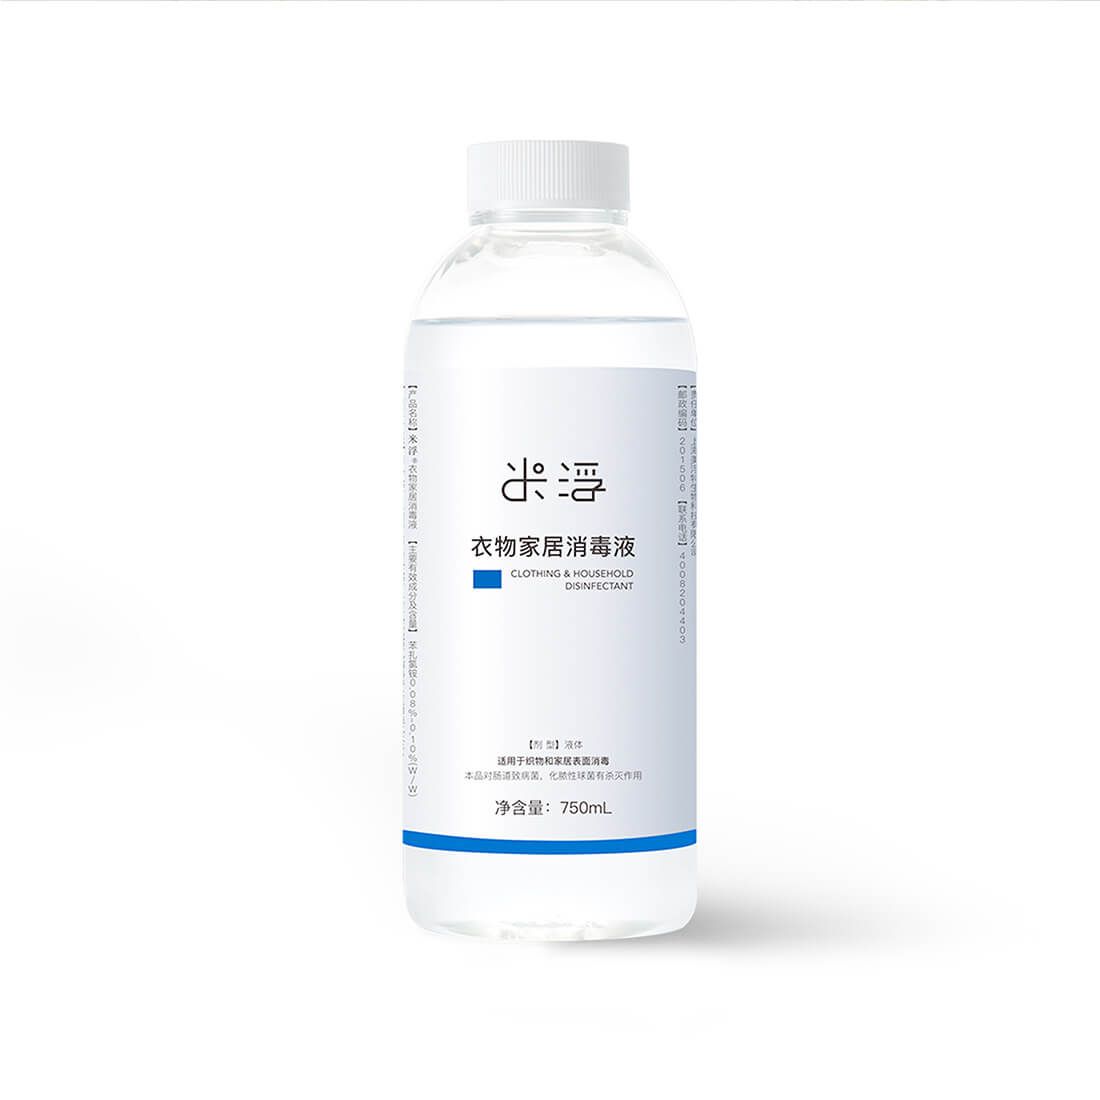 米浮
衣物家居消毒液
CLOTHING & HOUSEHOLD
DISINFECTANT
【剂 型】液体
适用于织物和家居表面消毒
本品对肠道致病菌、化脓性球菌有杀灭作用
净含量：750mL
【产品名称】米浮®衣物家居消毒液 【主要有效成分及含量】 苯扎氯铵0.08%-0.10%(W/W)
【责任单位】
【邮政编码】 201506 【联系电话】 4008204403